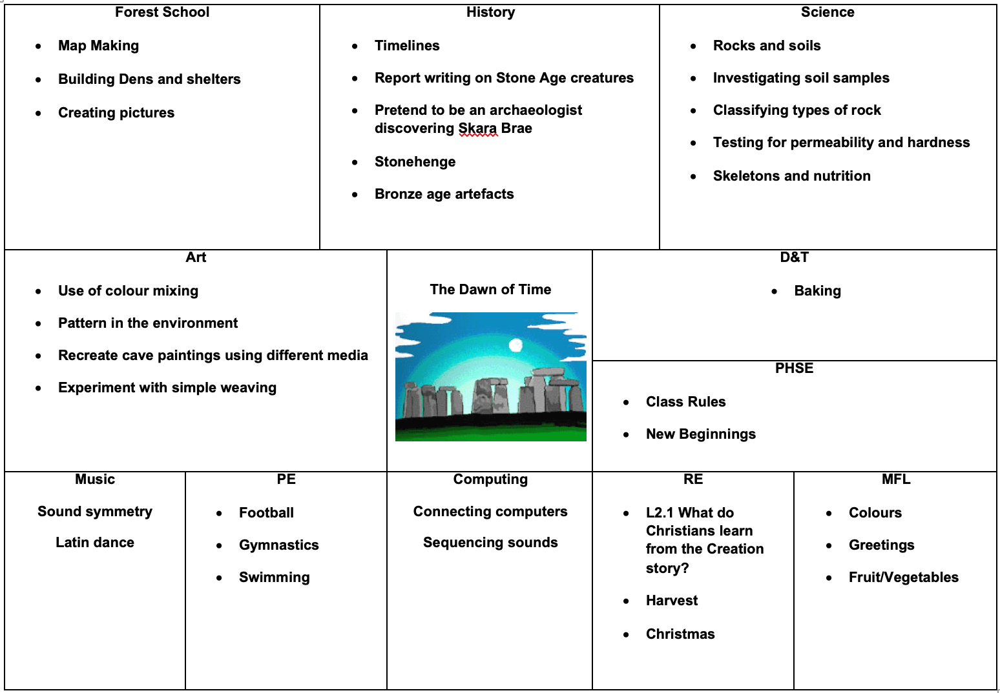 Forest School
• Map Making
• Building Dens and shelters
• Creating pictures
History
• Timelines
• Report writing on Stone Age creatures
• Pretend to be an archaeologist
discovering Skara Brae
• Stonehenge
• Bronze age artefacts
Science
• Rocks and soils
• Investigating soil samples
• Classifying types of rock
• Testing for permeability and hardness
• Skeletons and nutrition
Art
• Use of colour mixing
• Pattern in the environment
• Recreate cave paintings using different media
• Experiment with simple weaving
The Dawn of Time
D&T
• Baking
PHSE
• Class Rules
• New Beginnings
Music
Sound symmetry
Latin dance
PE
• Football
• Gymnastics
• Swimming
Computing
Connecting computers
Sequencing sounds
RE
• L2.1 What do
Christians learn
from the Creation
story?
• Harvest
• Christmas
MFL
• Colours
• Greetings
• Fruit/Vegetables